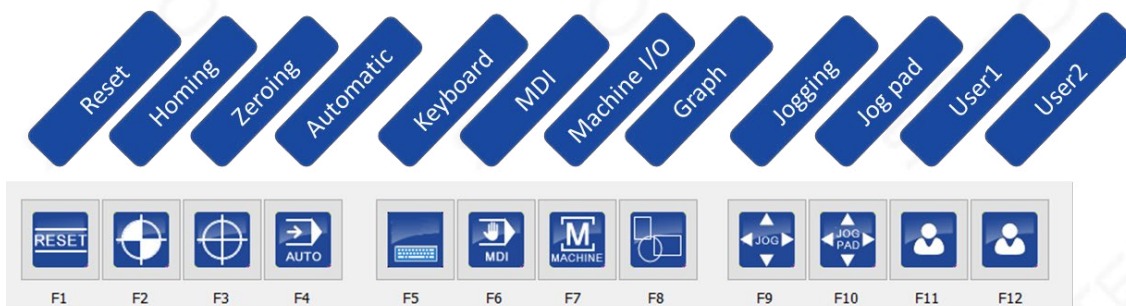 Reset
Homing
Zeroing
Automatic
Keyboard
MDI
Machine I/O
Graph
Jogging
Jog pad
User1
User2
RESET
AUTO
MDI
M
MACHINE
JOG
JOG
PAD
F1 F2 F3 F4 F5 F6 F7 F8 F9 F10 F11 F12